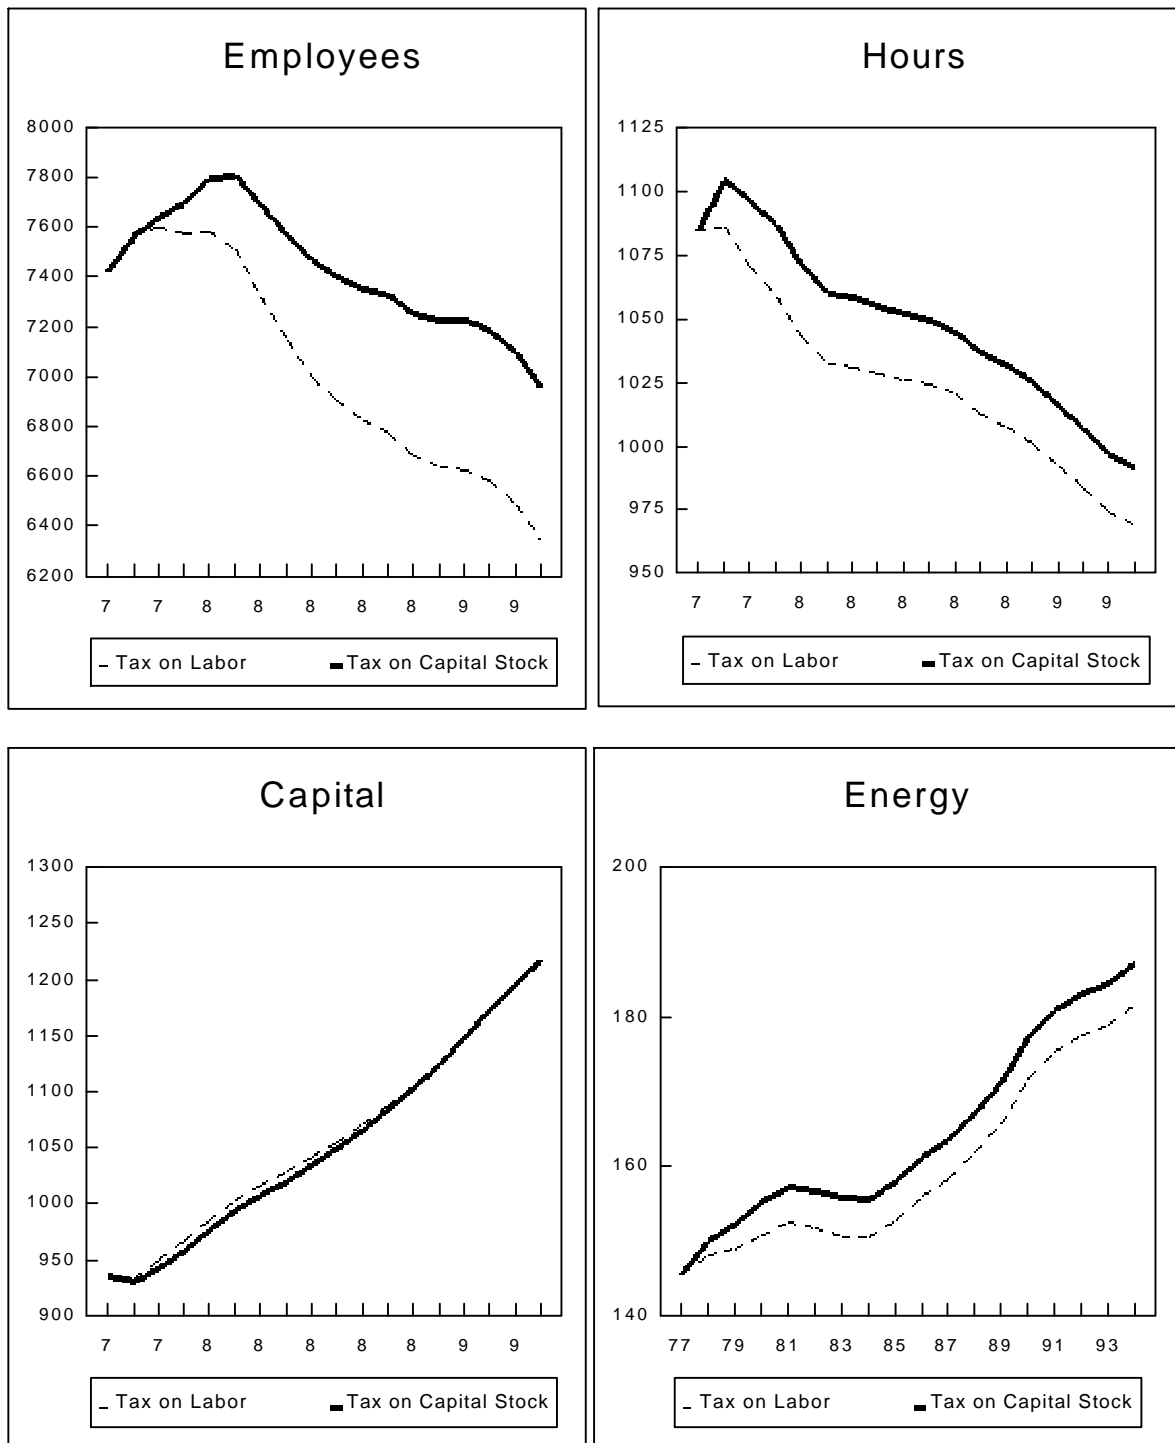 Employees
8000
7800
7600
7400
7200
7000
6800
6600
6400
6200
7 7 8 8 8 8 8 9 9
Tax on Labor Tax on Capital Stock
Hours
1125
1100
1075
1050
1025
1000
975
950
7 7 8 8 8 8 8 9 9
Tax on Labor Tax on Capital Stock
Capital
1300
1250
1200
1150
1100
1050
1000
950
900
7 7 8 8 8 8 8 9 9
Tax on Labor Tax on Capital Stock
Energy
200
180
160
140
77 79 81 83 85 87 89 91 93
Tax on Labor Tax on Capital Stock